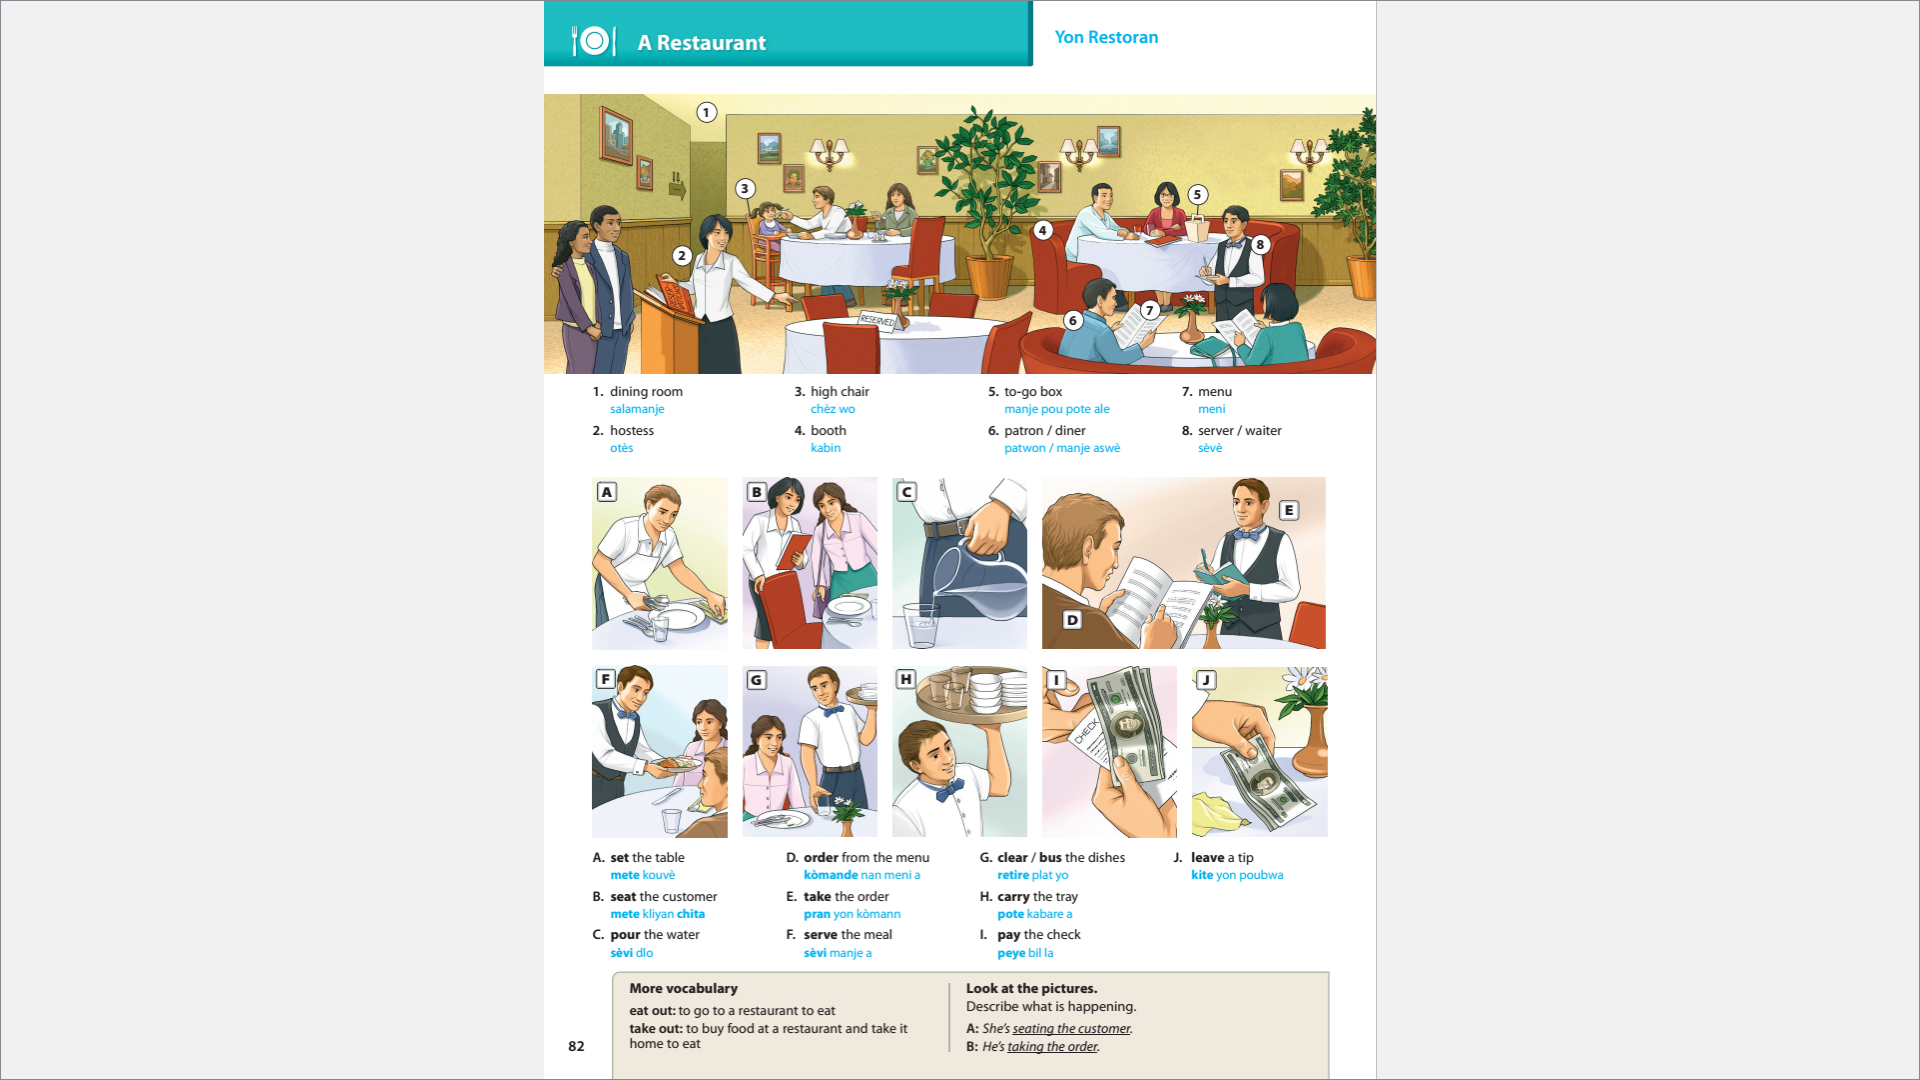 A Restaurant
Yon Restoran
1
3
5
4
8
2
7
6
RESERVED
1. dining room
salamanje
2. hostess
otès
3. high chair
chèz wo
4. booth
kabin
5. to-go box
manje pou pote ale
6. patron / diner
patwon / manje aswè
7. menu
meni
8. server / waiter
sèvè
A
B
C
D
E
F
G
H
I
CHECK
J
A. set the table
mete kouvè
B. seat the customer
mete kliyan chita
C. pour the water
sèvi dlo
D. order from the menu
kòmande nan meni a
E. take the order
pran yon kòmann
F. serve the meal
sèvi manje a
G. clear / bus the dishes
retire plat yo
H. carry the tray
pote kabare a
I. pay the check
peye bil la
J. leave a tip
kite yon poubwa
More vocabulary
eat out: to go to a restaurant to eat
take out: to buy food at a restaurant and take it
home to eat
Look at the pictures.
Describe what is happening.
A: She's seating the customer.
B: He's taking the order.
82